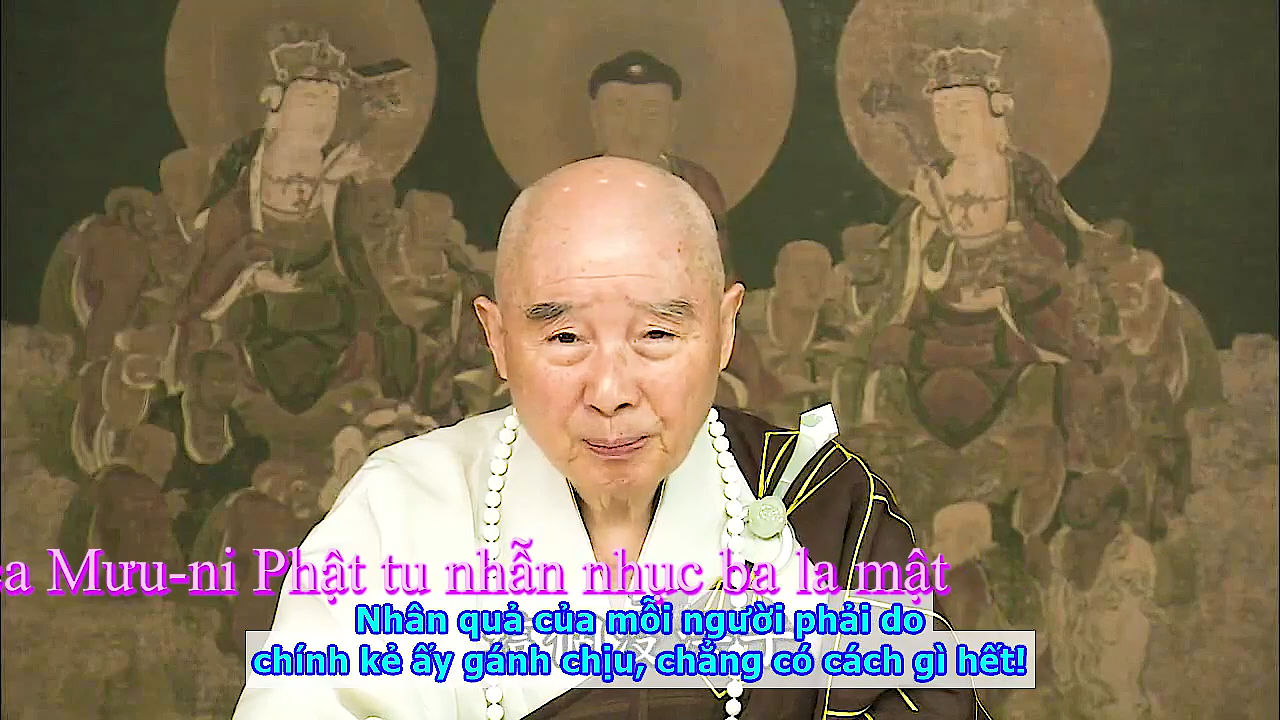 ca Mưu-ni Phật tu nhẫn nhục ba la mật
Nhân quả của mỗi người phải do
chính kẻ ấy gánh chịu, chẳng có cách gì hết!